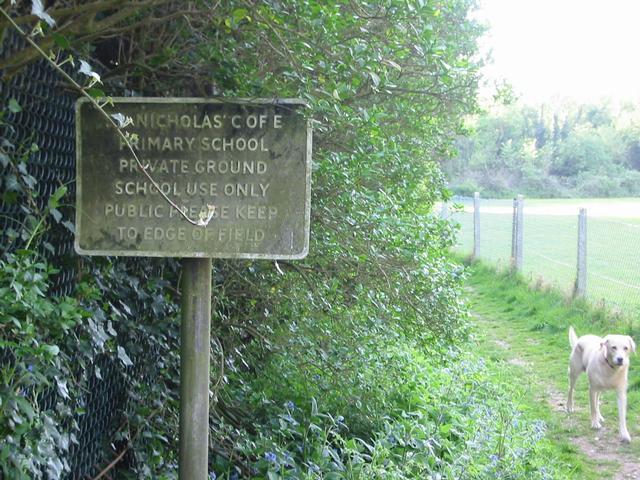 NICHOLAS' C OF E
PRIMARY SCHOOL
PRIVATE GROUND
SCHOOL USE ONLY
PUBLIC PLEASE KEEP
TO EDGE OF FIELD